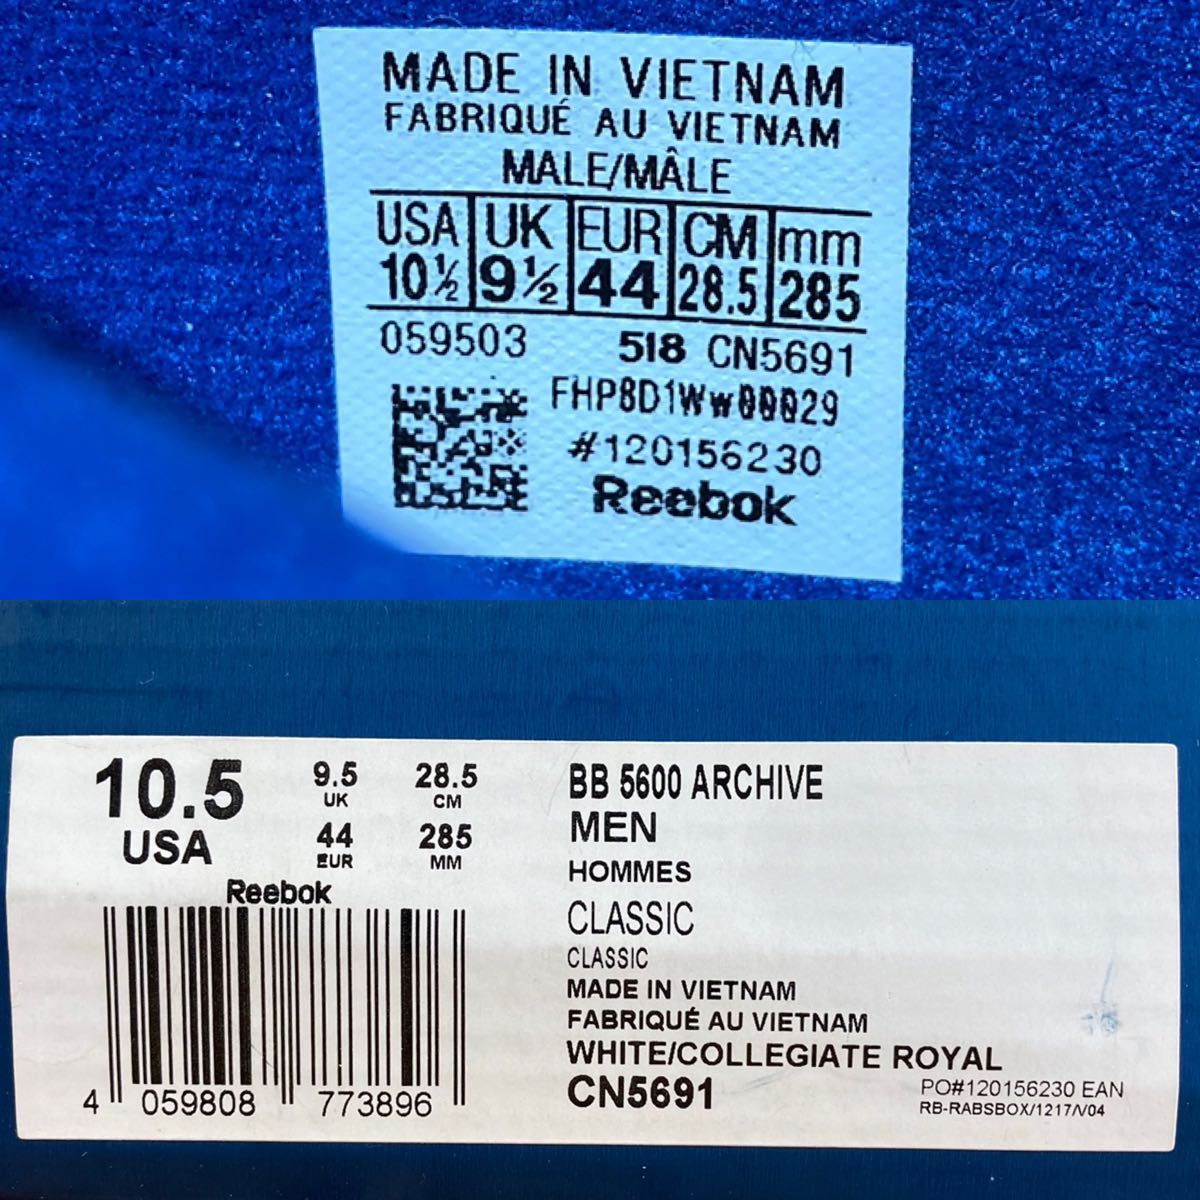 MADE IN VIETNAM
FABRIQUÉ AU VIETNAM
MALE/MÂLE
USA UK EUR CM mm
10½ 9½ 44 28.5 285
059503 518 CN5691
FHP8D1Ww00029
#120156230
Reebok
10.5 USA
9.5 UK
28.5 CM
44 EUR
285 MM
Reebok
4 059808 773896
BB 5600 ARCHIVE
MEN
HOMMES
CLASSIC
CLASSIC
MADE IN VIETNAM
FABRIQUÉ AU VIETNAM
WHITE/COLLEGIATE ROYAL
CN5691
PO#120156230 EAN
RB-RABSBOX/1217/V04